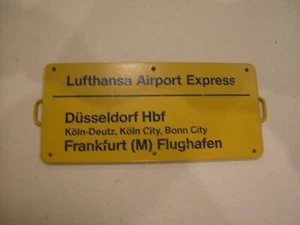 Lufthansa Airport Express
Düsseldorf Hbf
Köln-Deutz, Köln City, Bonn City
Frankfurt (M) Flughafen